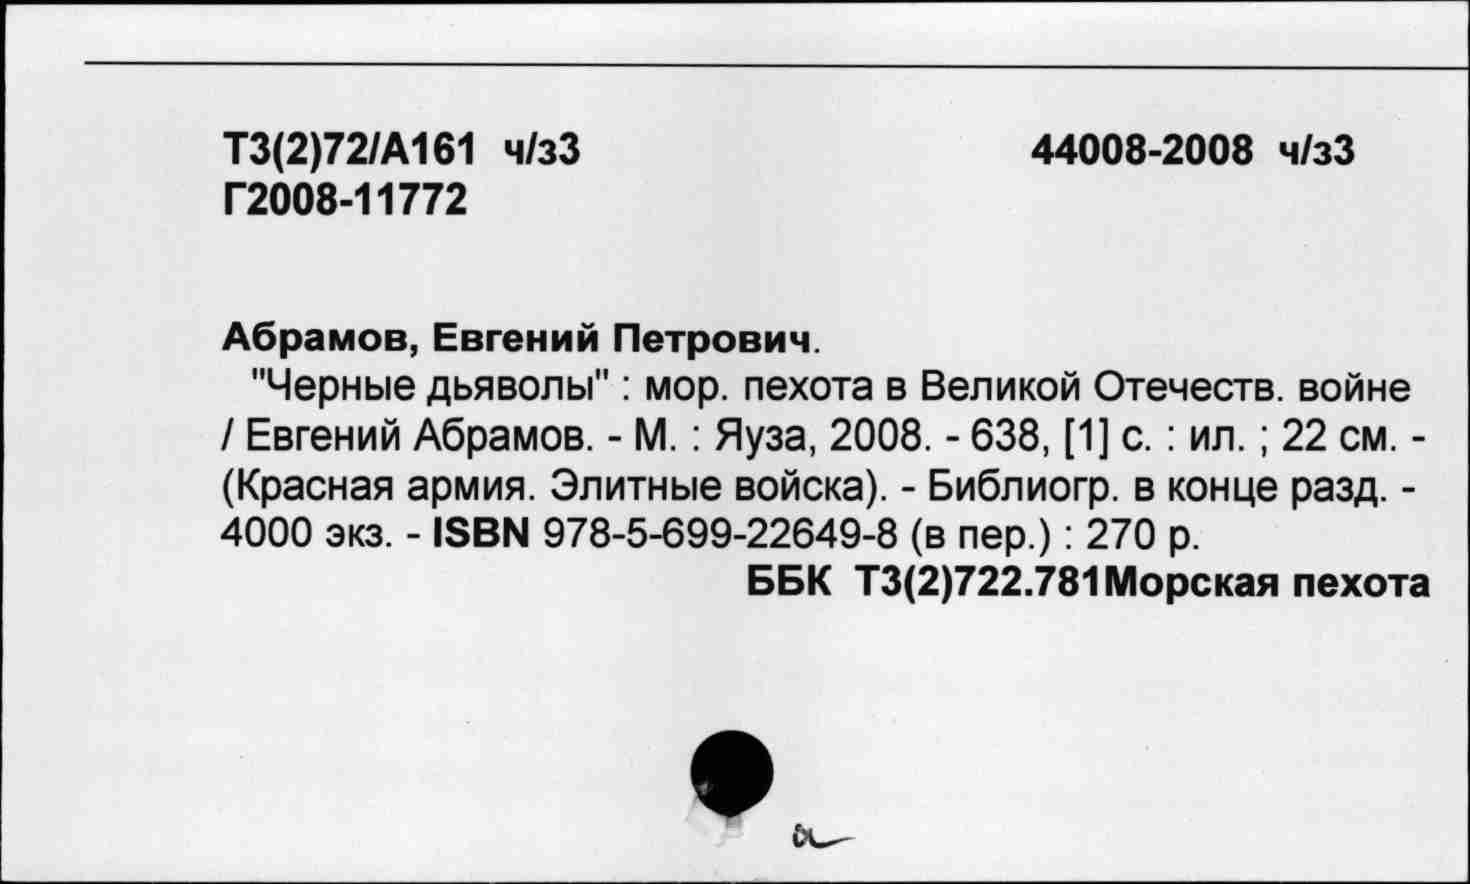 Т3(2)72/А161 ч/з3 44008-2008 ч/з3
Г2008-11772
Абрамов, Евгений Петрович.
"Черные дьяволы" : мор. пехота в Великой Отечеств. войне
/ Евгений Абрамов. - М. : Яуза, 2008. - 638, [1] с. : ил. ; 22 см. -
(Красная армия. Элитные войска). - Библиогр. в конце разд. -
4000 экз. - ISBN 978-5-699-22649-8 (в пер.) : 270 р.
ББК Т3(2)722.781Морская пехота